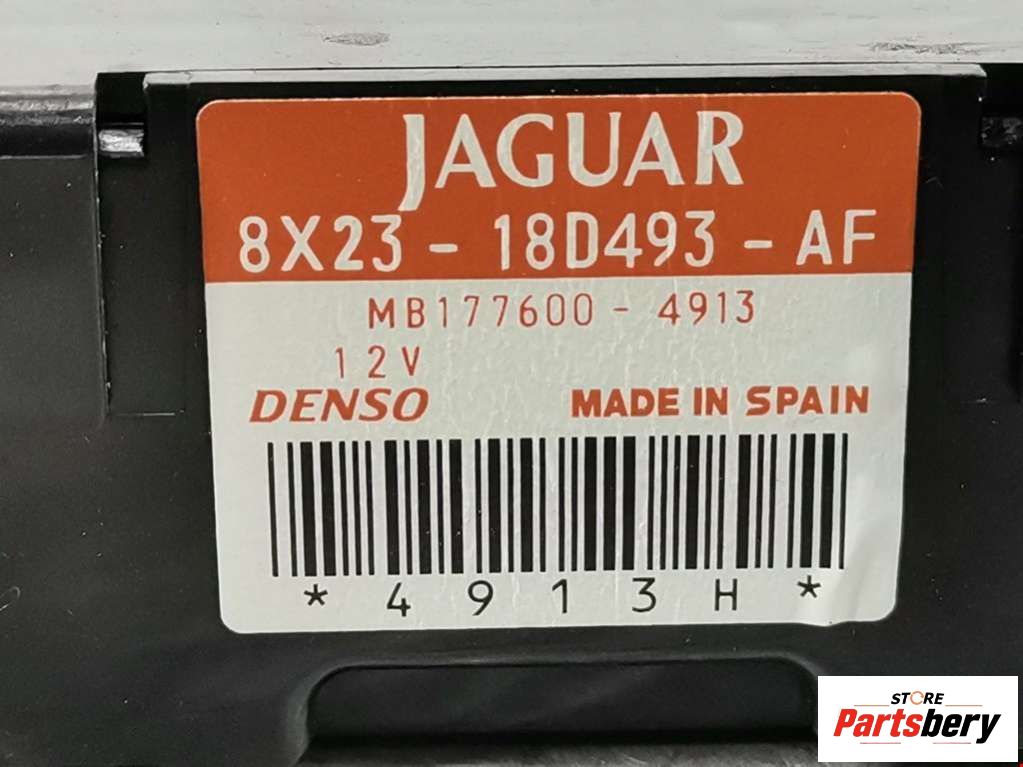 JAGUAR
8X23 - 18D493 - AF
MB177600 - 4913
12V
DENSO MADE IN SPAIN
*4913H*
STORE
Partsbery